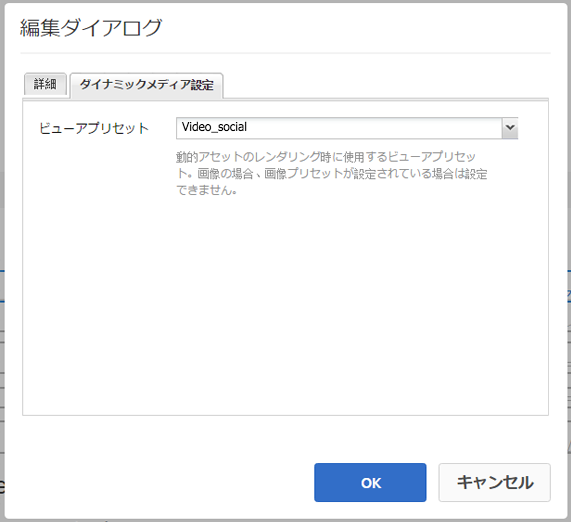 編集ダイアログ
詳細 ダイナミックメディア設定
ビューアプリセット Video_social
動的アセットのレンダリング時に使用するビューアプリセッ
ト。画像の場合、画像プリセットが設定されている場合は設定
できません。
OK キャンセル